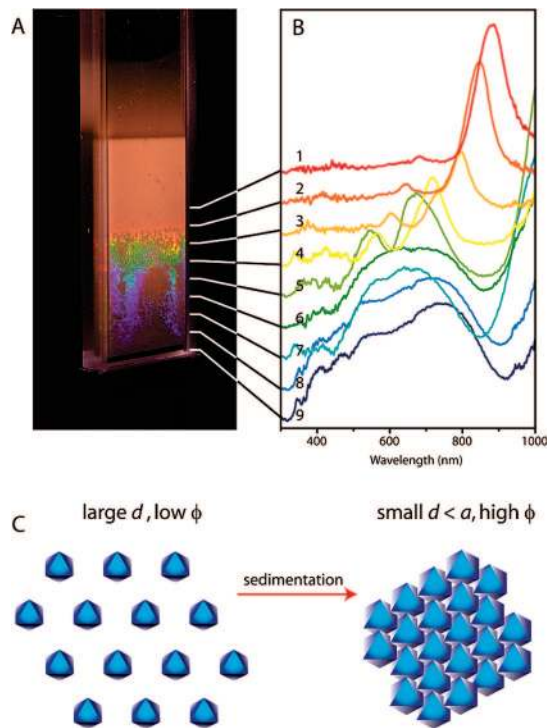 A
B
1
2
3
4
5
6
7
8
9
400 600 800 1000
Wavelength (nm)
C
large d, low ϕ
small d < a, high ϕ
sedimentation